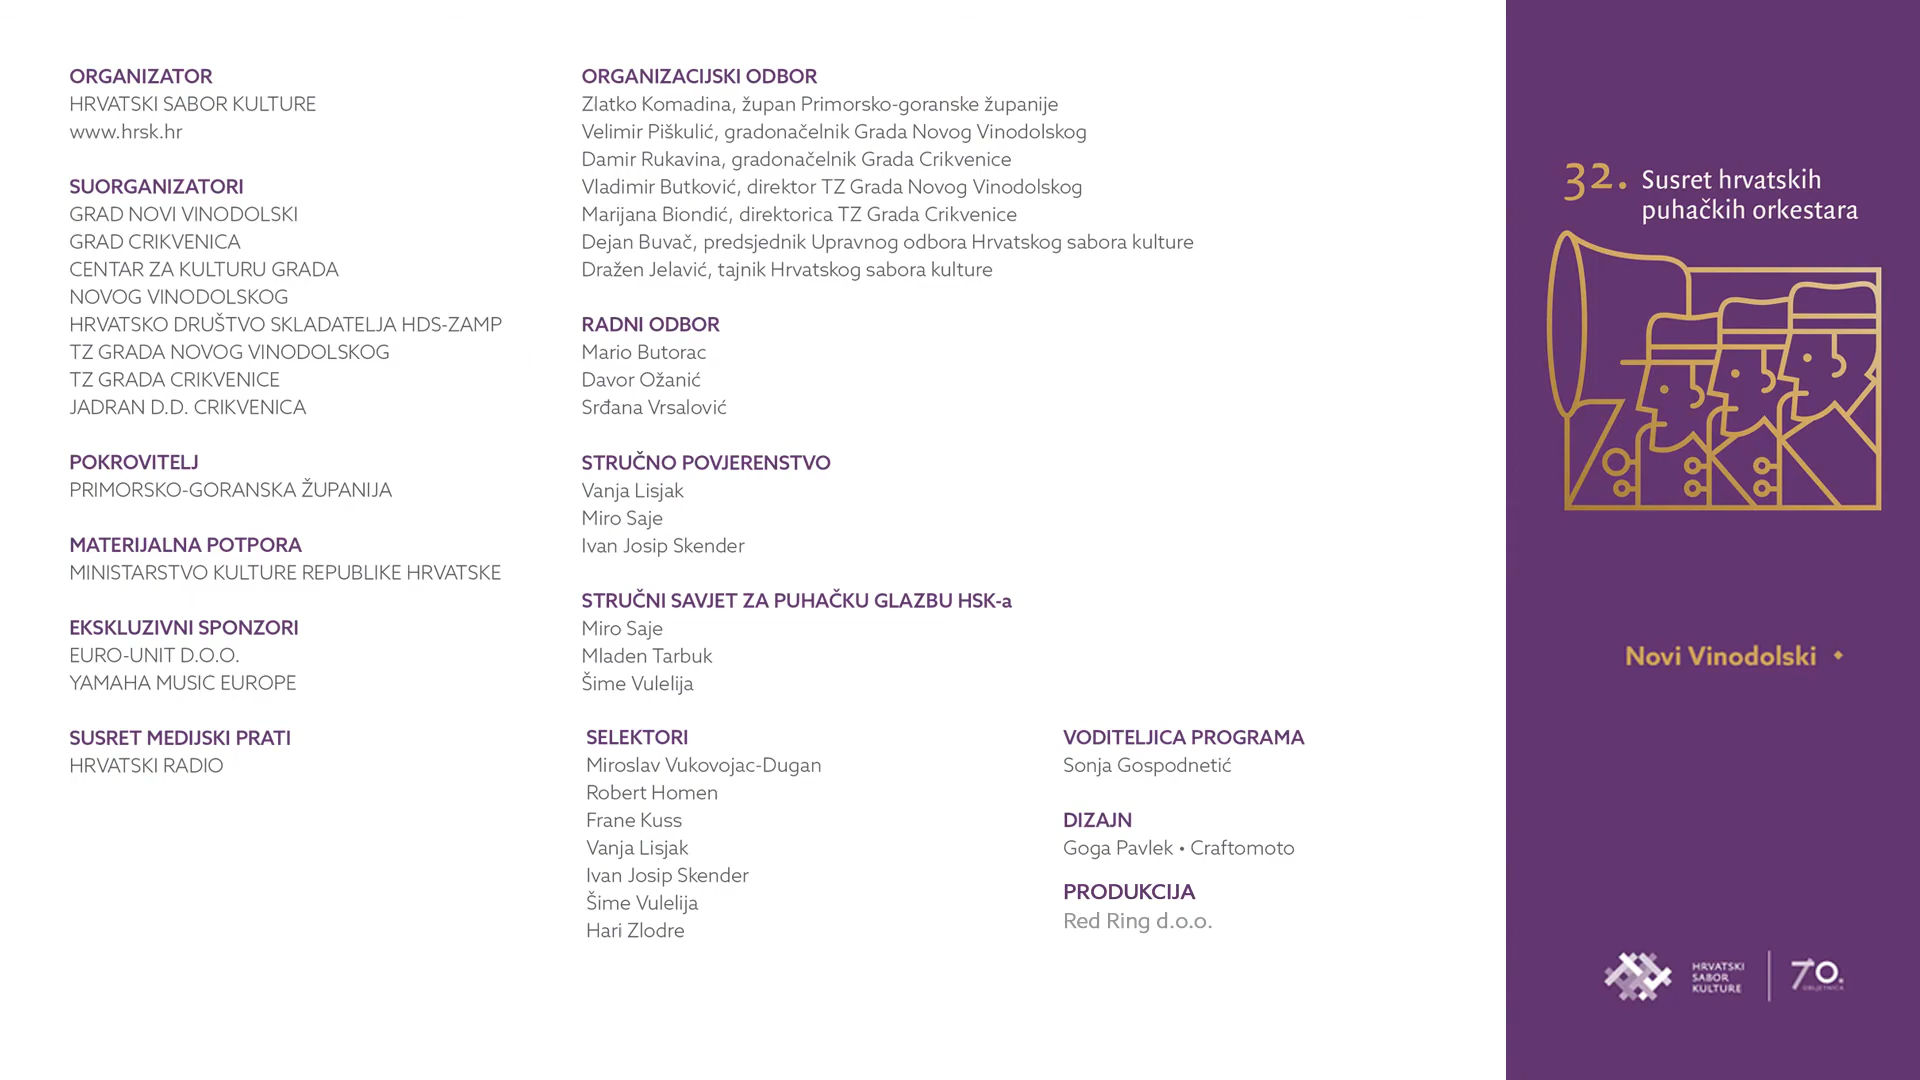 ORGANIZATOR
HRVATSKI SABOR KULTURE
www.hrsk.hr
SUORGANIZATORI
GRAD NOVI VINODOLSKI
GRAD CRIKVENICA
CENTAR ZA KULTURU GRADA
NOVOG VINODOLSKOG
HRVATSKO DRUŠTVO SKLADATELJA HDS-ZAMP
TZ GRADA NOVOG VINODOLSKOG
TZ GRADA CRIKVENICE
JADRAN D.D. CRIKVENICA
POKROVITELJ
PRIMORSKO-GORANSKA ŽUPANIJA
MATERIJALNA POTPORA
MINISTARSTVO KULTURE REPUBLIKE HRVATSKE
EKSKLUZIVNI SPONZORI
EURO-UNIT D.O.O.
YAMAHA MUSIC EUROPE
SUSRET MEDIJSKI PRATI
HRVATSKI RADIO
ORGANIZACIJSKI ODBOR
Zlatko Komadina, župan Primorsko-goranske županije
Velimir Piškulić, gradonačelnik Grada Novog Vinodolskog
Damir Rukavina, gradonačelnik Grada Crikvenice
Vladimir Butković, direktor TZ Grada Novog Vinodolskog
Marijana Biondić, direktorica TZ Grada Crikvenice
Dejan Buvač, predsjednik Upravnog odbora Hrvatskog sabora kulture
Dražen Jelavić, tajnik Hrvatskog sabora kulture
RADNI ODBOR
Mario Butorac
Davor Ožanić
Srđana Vrsalović
STRUČNO POVJERENSTVO
Vanja Lisjak
Miro Saje
Ivan Josip Skender
STRUČNI SAVJET ZA PUHAČKU GLAZBU HSK-a
Miro Saje
Mladen Tarbuk
Šime Vulelija
SELEKTORI
Miroslav Vukovojac-Dugan
Robert Homen
Frane Kuss
Vanja Lisjak
Ivan Josip Skender
Šime Vulelija
Hari Zlodre
VODITELJICA PROGRAMA
Sonja Gospodnetić
DIZAJN
Goga Pavlek • Craftomoto
PRODUKCIJA
Red Ring d.o.o.
32. Susret hrvatskih
puhačkih orkestara
Novi Vinodolski
HRVATSKI
SABOR
KULTURE
70.
OBLJETNICA